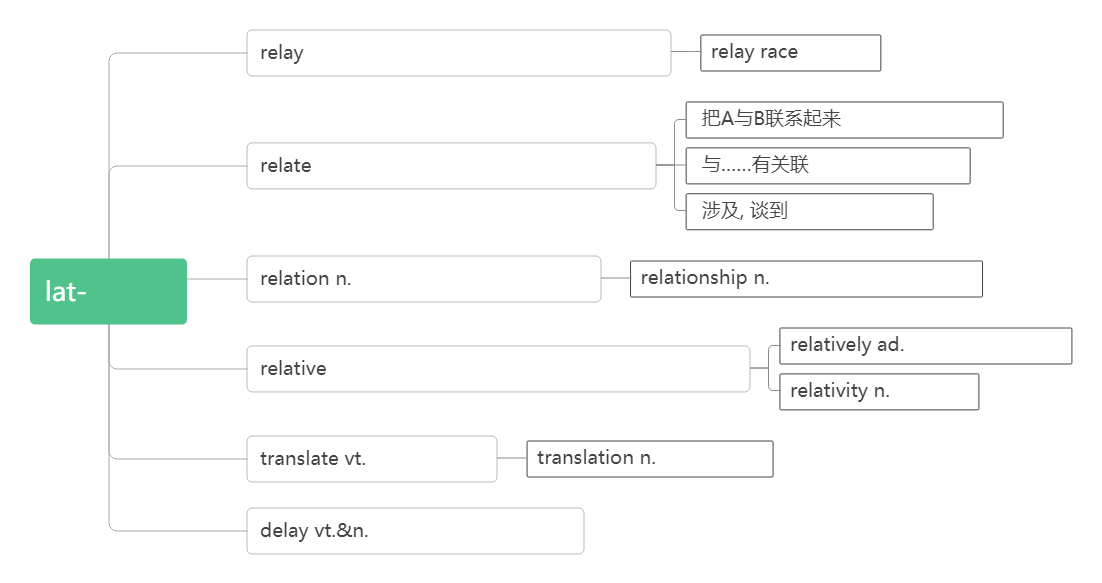 lat-
relay
relay race
relate
把A与B联系起来
与……有关联
涉及, 谈到
relation n.
relationship n.
relative
relatively ad.
relativity n.
translate vt.
translation n.
delay vt.&n.